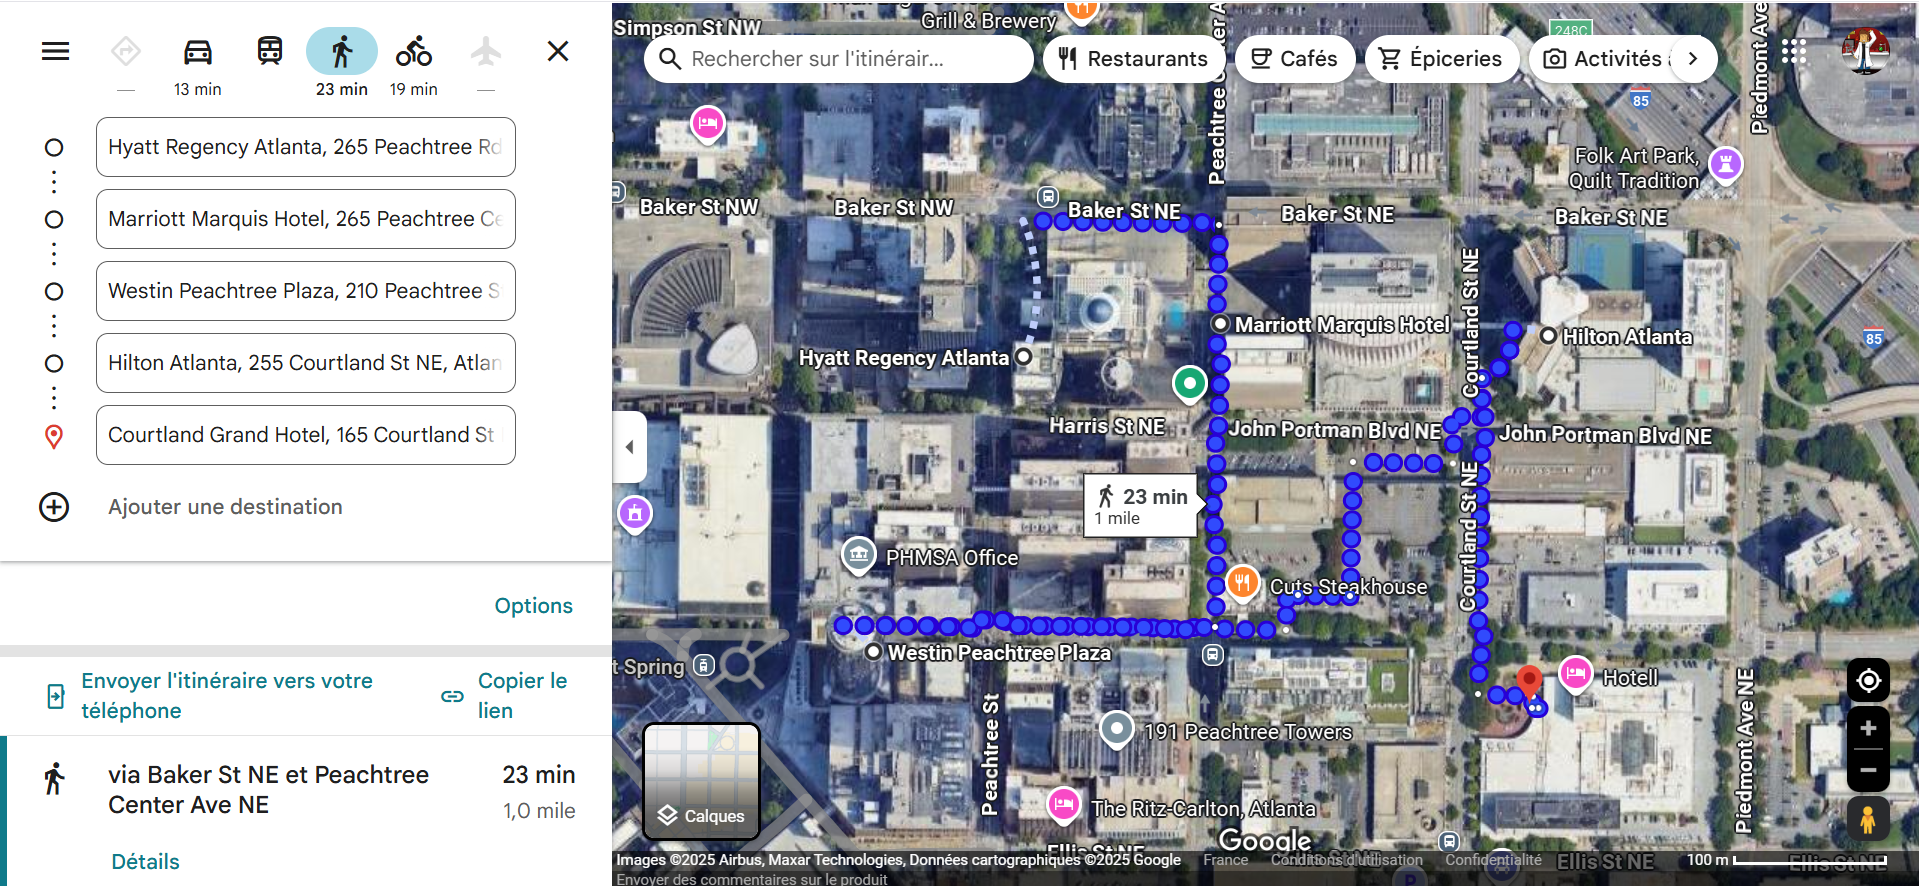 13 min
23 min
19 min
Hyatt Regency Atlanta, 265 Peachtree Rd
Marriott Marquis Hotel, 265 Peachtree Ce
Westin Peachtree Plaza, 210 Peachtree S
Hilton Atlanta, 255 Courtland St NE, Atlan
Courtland Grand Hotel, 165 Courtland St
Ajouter une destination
Options
Envoyer l'itinéraire vers votre
téléphone
Copier le
lien
via Baker St NE et Peachtree
Center Ave NE
23 min
1,0 mile
Détails
Simpson St NW
Grill & Brewery
248C
Rechercher sur l'itinérair...
Restaurants
Cafés
Épiceries
Activités
85
Piedmont Ave
Peachtree
Folk Art Park,
Quilt Tradition
Baker St NW
Baker St NW
Baker St NE
Baker St NE
Baker St NE
Courtland St NE
Marriott Marquis Hotel
Hilton Atlanta
85
Hyatt Regency Atlanta
Harris St NE
John Portman Blvd NE
John Portman Blvd NE
Courtland St NE
23 min
1 mile
PHMSA Office
Cuts Steakhouse
Westin Peachtree Plaza
t Spring
Hotell
Peachtree St
191 Peachtree Towers
Piedmont Ave NE
The Ritz-Carlton, Atlanta
Calques
Google
Ellis St NE
Images ©2025 Airbus, Maxar Technologies, Données cartographiques ©2025 Google
France
Conditions d'utilisation
Confidentialité
Ellis St NE
100 m
Ellis St NE
Envoyer des commentaires sur le produit